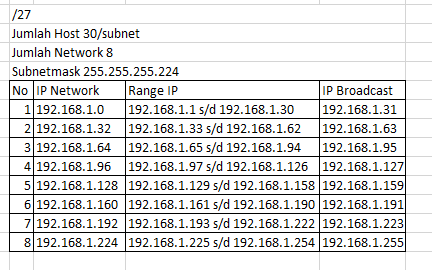 /27
Jumlah Host 30/subnet
Jumlah Network 8
Subnetmask 255.255.255.224
No IP Network Range IP IP Broadcast
1 192.168.1.0 192.168.1.1 s/d 192.168.1.30 192.168.1.31
2 192.168.1.32 192.168.1.33 s/d 192.168.1.62 192.168.1.63
3 192.168.1.64 192.168.1.65 s/d 192.168.1.94 192.168.1.95
4 192.168.1.96 192.168.1.97 s/d 192.168.1.126 192.168.1.127
5 192.168.1.128 192.168.1.129 s/d 192.168.1.158 192.168.1.159
6 192.168.1.160 192.168.1.161 s/d 192.168.1.190 192.168.1.191
7 192.168.1.192 192.168.1.193 s/d 192.168.1.222 192.168.1.223
8 192.168.1.224 192.168.1.225 s/d 192.168.1.254 192.168.1.255